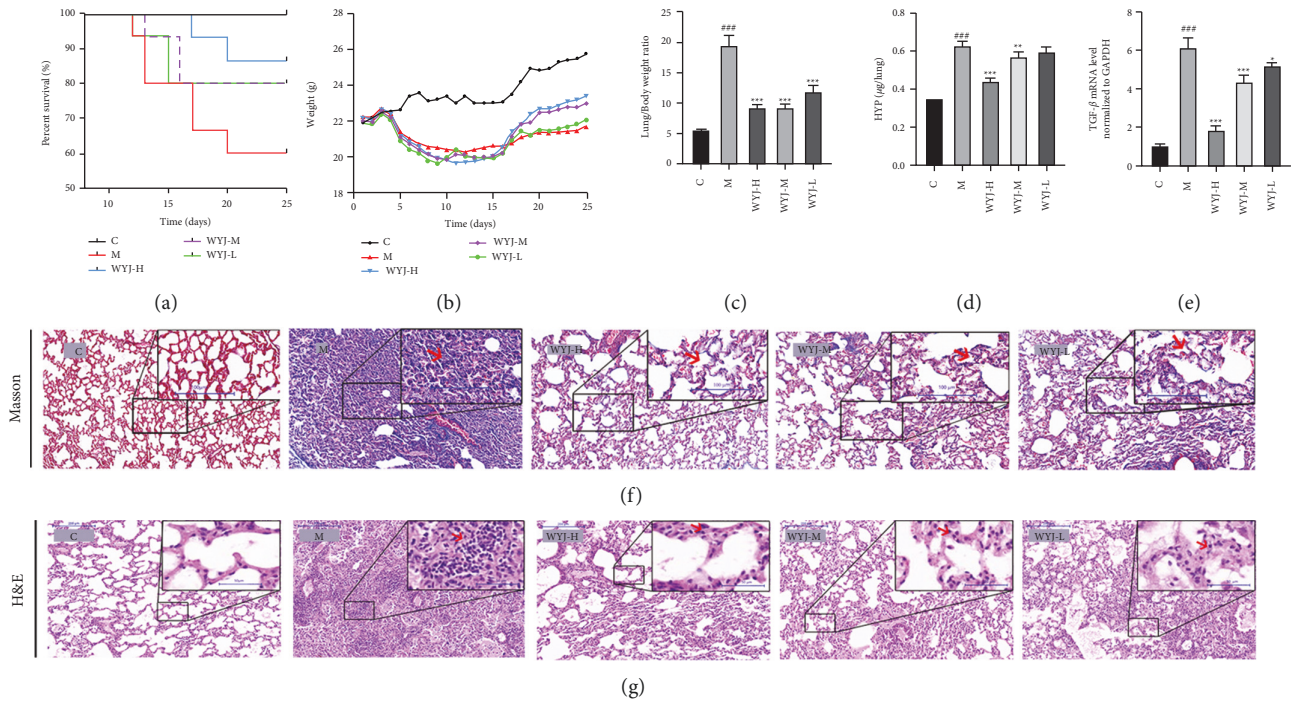 100
90
80
70
60
50
Percent survival (%)
10
15
20
25
Time (days)
C
M
WYJ-H
WYJ-M
WYJ-L
(a)
28
26
24
22
20
18
Weight (g)
0
5
10
15
20
25
Time (days)
C
M
WYJ-H
WYJ-M
WYJ-L
(b)
25
20
15
10
5
0
Lung/Body weight ratio
###
***
***
***
C
M
WYJ-H
WYJ-M
WYJ-L
(c)
0.8
0.6
0.4
0.2
0.0
HYP (μg/lung)
###
***
**
C
M
WYJ-H
WYJ-M
WYJ-L
(d)
8
6
4
2
0
TGF-β mRNA level
normalized to GAPDH
###
***
***
*
C
M
WYJ-H
WYJ-M
WYJ-L
(e)
Masson
C
M
WYJ-H
100 μm
WYJ-M
100 μm
WYJ-L
(f)
H&E
C
M
WYJ-H
WYJ-M
WYJ-L
(g)